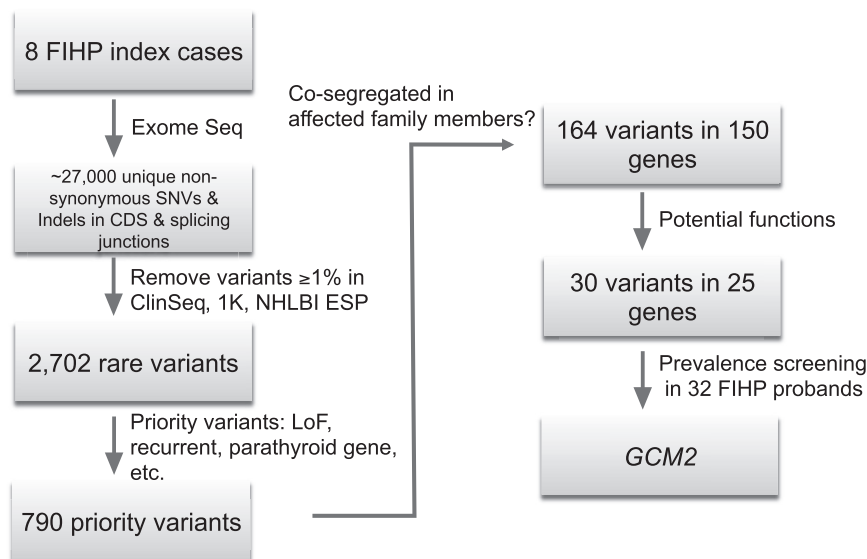 8 FIHP index cases
Exome Seq
~27,000 unique non-
synonymous SNVs &
Indels in CDS & splicing
junctions
Remove variants ≥1% in
ClinSeq, 1K, NHLBI ESP
2,702 rare variants
Priority variants: LoF,
recurrent, parathyroid gene,
etc.
790 priority variants
Co-segregated in
affected family members?
164 variants in 150
genes
Potential functions
30 variants in 25
genes
Prevalence screening
in 32 FIHP probands
GCM2